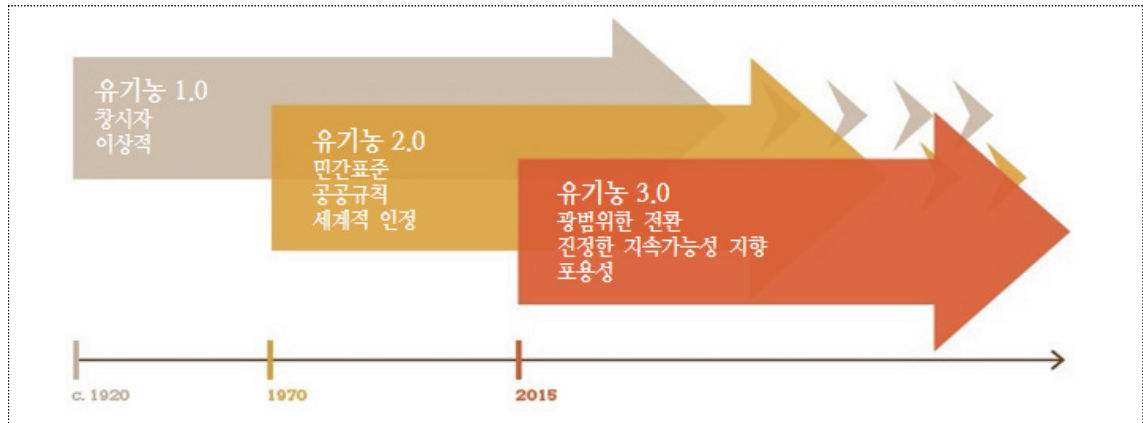 유기농 1.0
창시자
이상적
유기농 2.0
민간표준
공공규칙
세계적 인정
유기농 3.0
광범위한 전환
진정한 지속가능성 지향
포용성
c. 1920
1970
2015